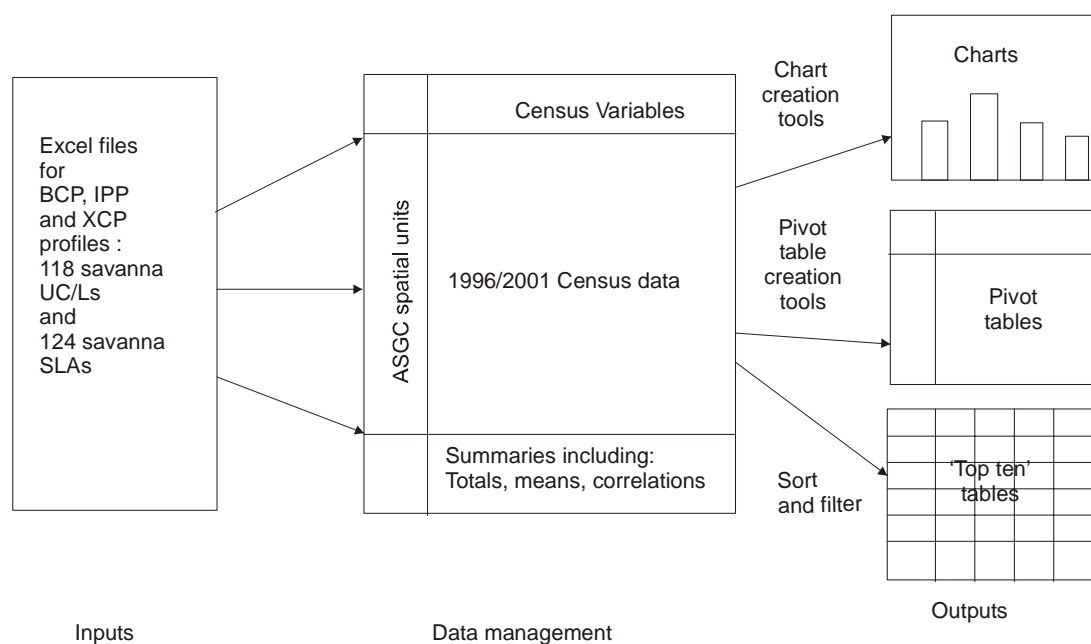 Excel files
for
BCP, IPP
and XCP
profiles :
118 savanna
UC/Ls
and
124 savanna
SLAs
Inputs
Census Variables
ASGC spatial units
1996/2001 Census data
Summaries including:
Totals, means, correlations
Data management
Chart
creation
tools
Pivot
table
creation
tools
Sort
and filter
Charts
Pivot
tables
‘Top ten’
tables
Outputs